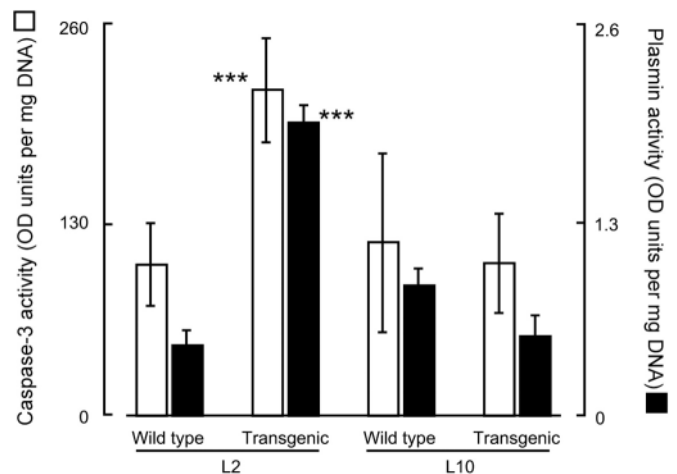 Caspase-3 activity (OD units per mg DNA)
260
130
0
***
***
2.6
1.3
0
Plasmin activity (OD units per mg DNA)
Wild type
Transgenic
Wild type
Transgenic
L2
L10